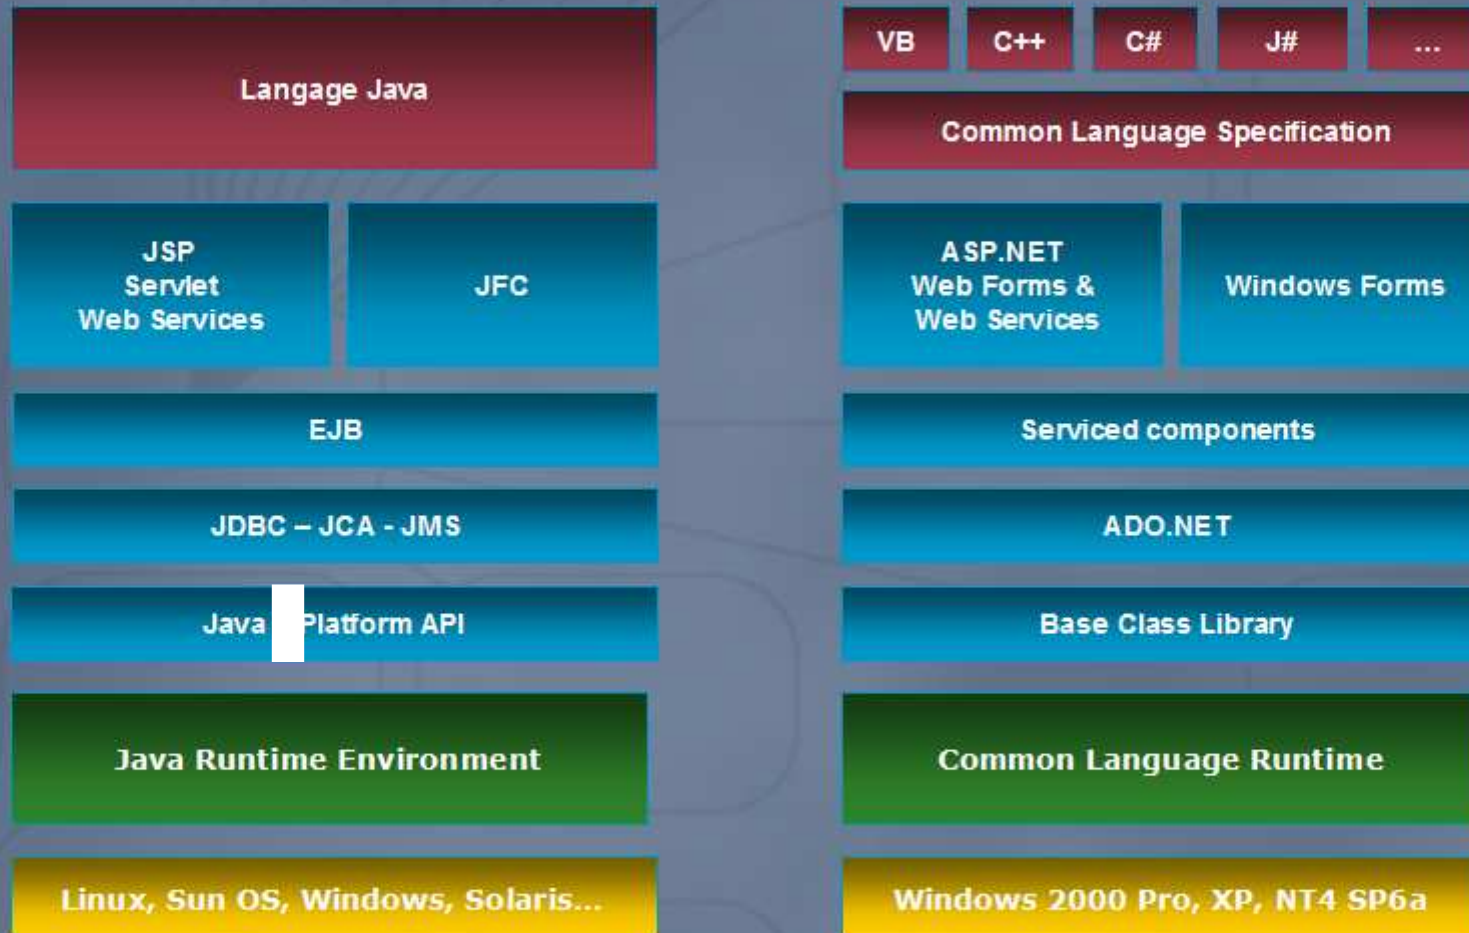 Langage Java
VB
C++
C#
J#
...
Common Language Specification
JSP
Servlet
Web Services
JFC
ASP.NET
Web Forms &
Web Services
Windows Forms
EJB
Serviced components
JDBC – JCA - JMS
ADO.NET
Java Platform API
Base Class Library
Java Runtime Environment
Common Language Runtime
Linux, Sun OS, Windows, Solaris...
Windows 2000 Pro, XP, NT4 SP6a